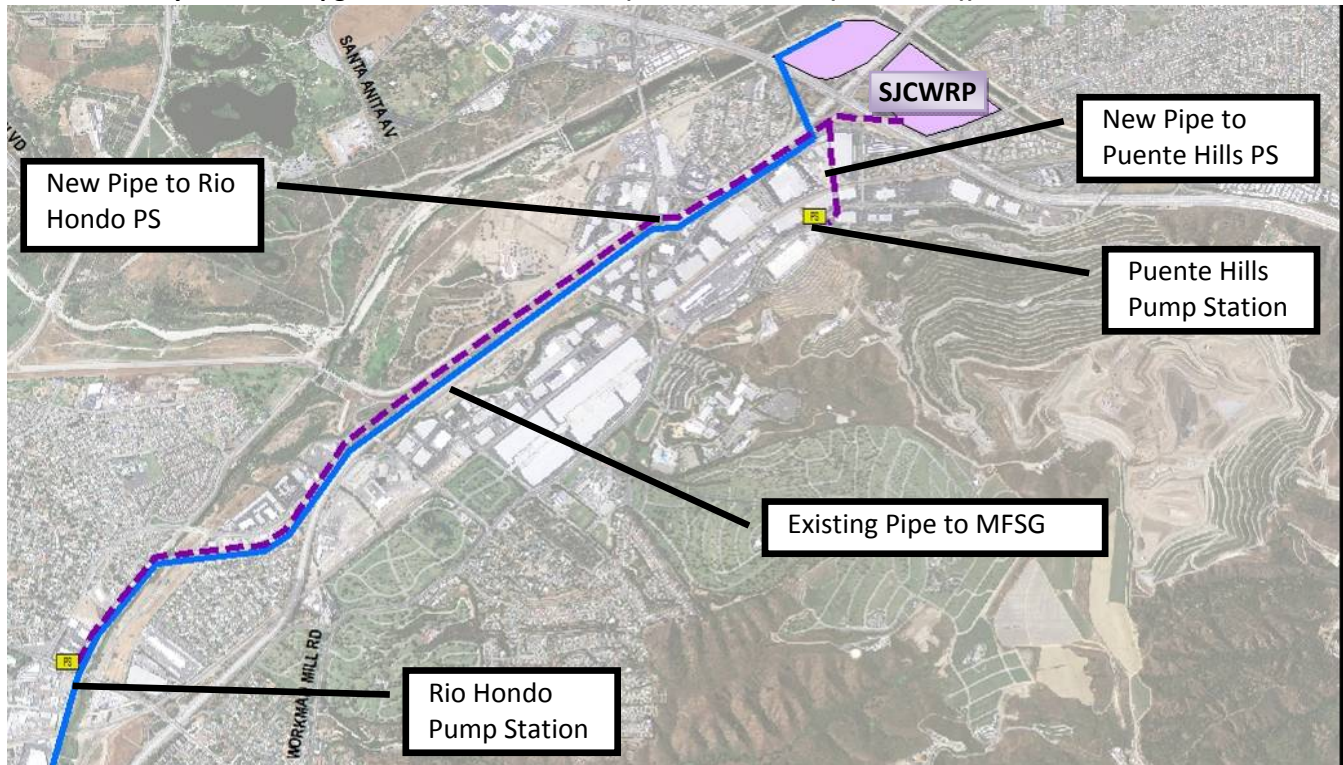 SANTA ANITA AV
LVD
SJCWRP
New Pipe to
Puente Hills PS
New Pipe to Rio
Hondo PS
PS
Puente Hills
Pump Station
Existing Pipe to MFSG
WORKMAN MILL RD
PS
Rio Hondo
Pump Station